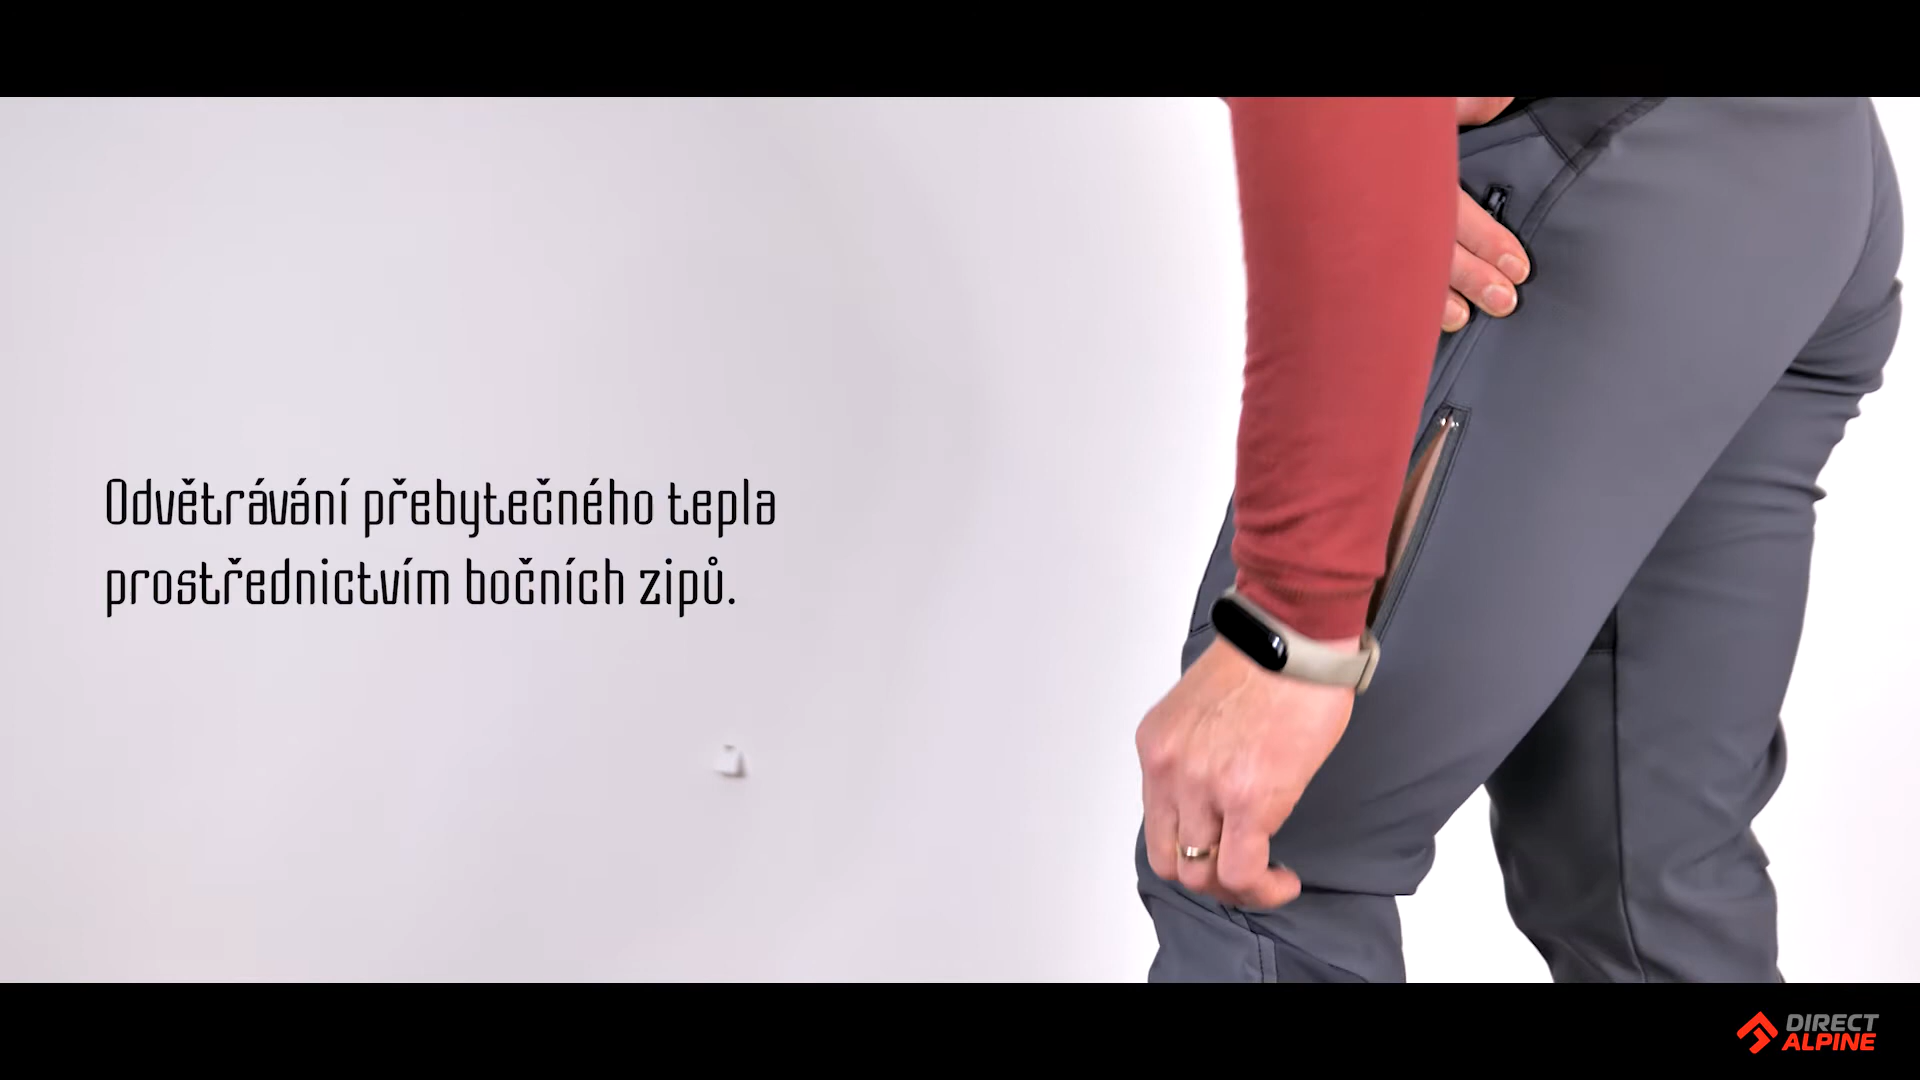 Odvětrávání přebytečného tepla
prostřednictvím bočních zipů.
DIRECT
ALPINE